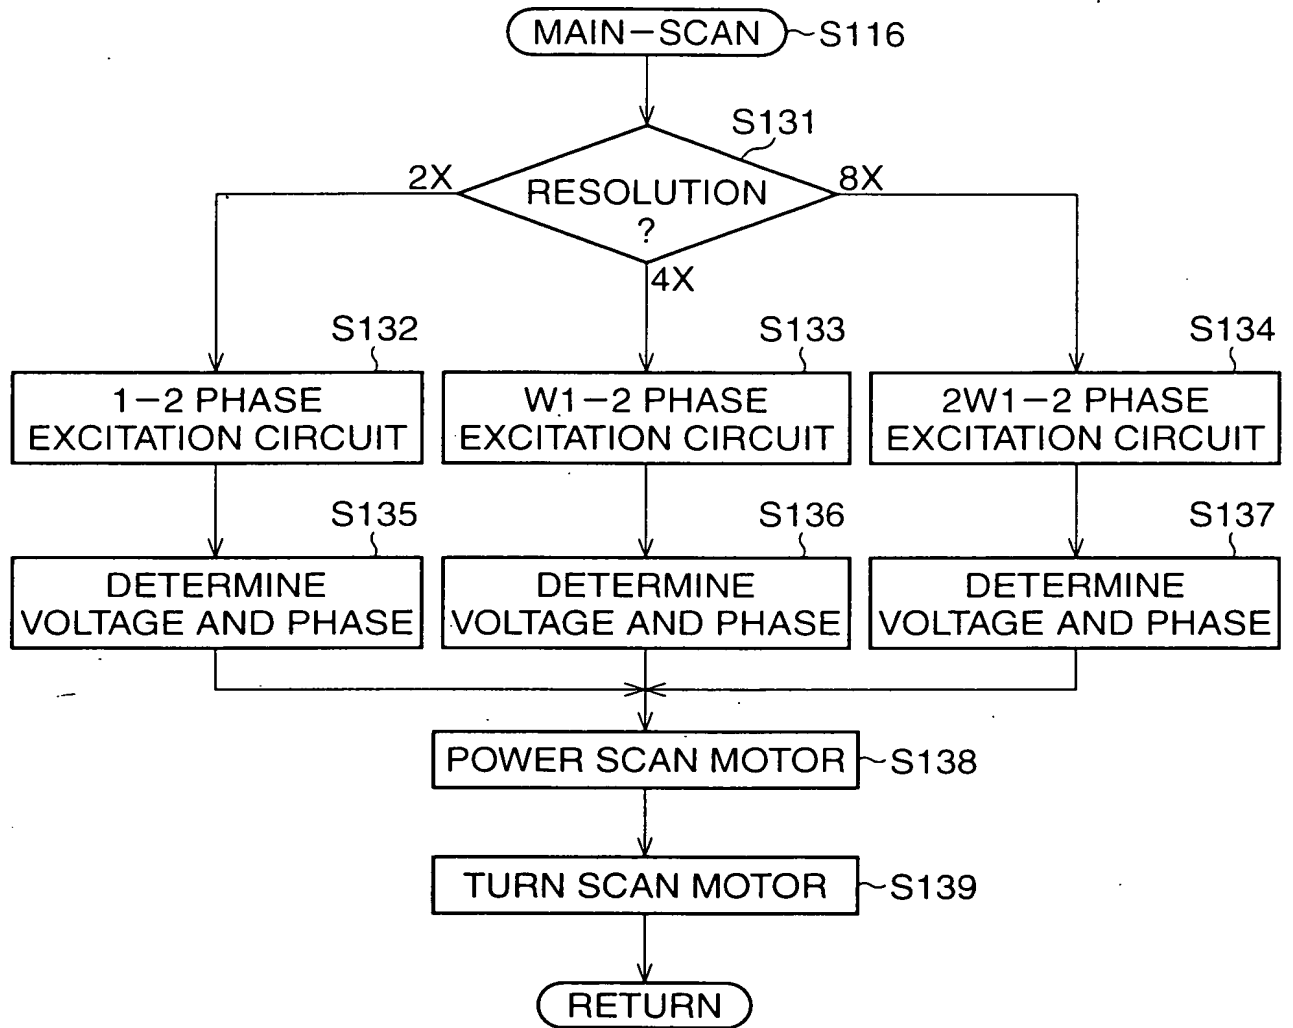 MAIN-SCAN
S116
S131
2X
RESOLUTION
?
8X
4X
S132
S133
S134
1-2 PHASE
EXCITATION CIRCUIT
W1-2 PHASE
EXCITATION CIRCUIT
2W1-2 PHASE
EXCITATION CIRCUIT
S135
S136
S137
DETERMINE
VOLTAGE AND PHASE
DETERMINE
VOLTAGE AND PHASE
DETERMINE
VOLTAGE AND PHASE
POWER SCAN MOTOR
S138
TURN SCAN MOTOR
S139
RETURN